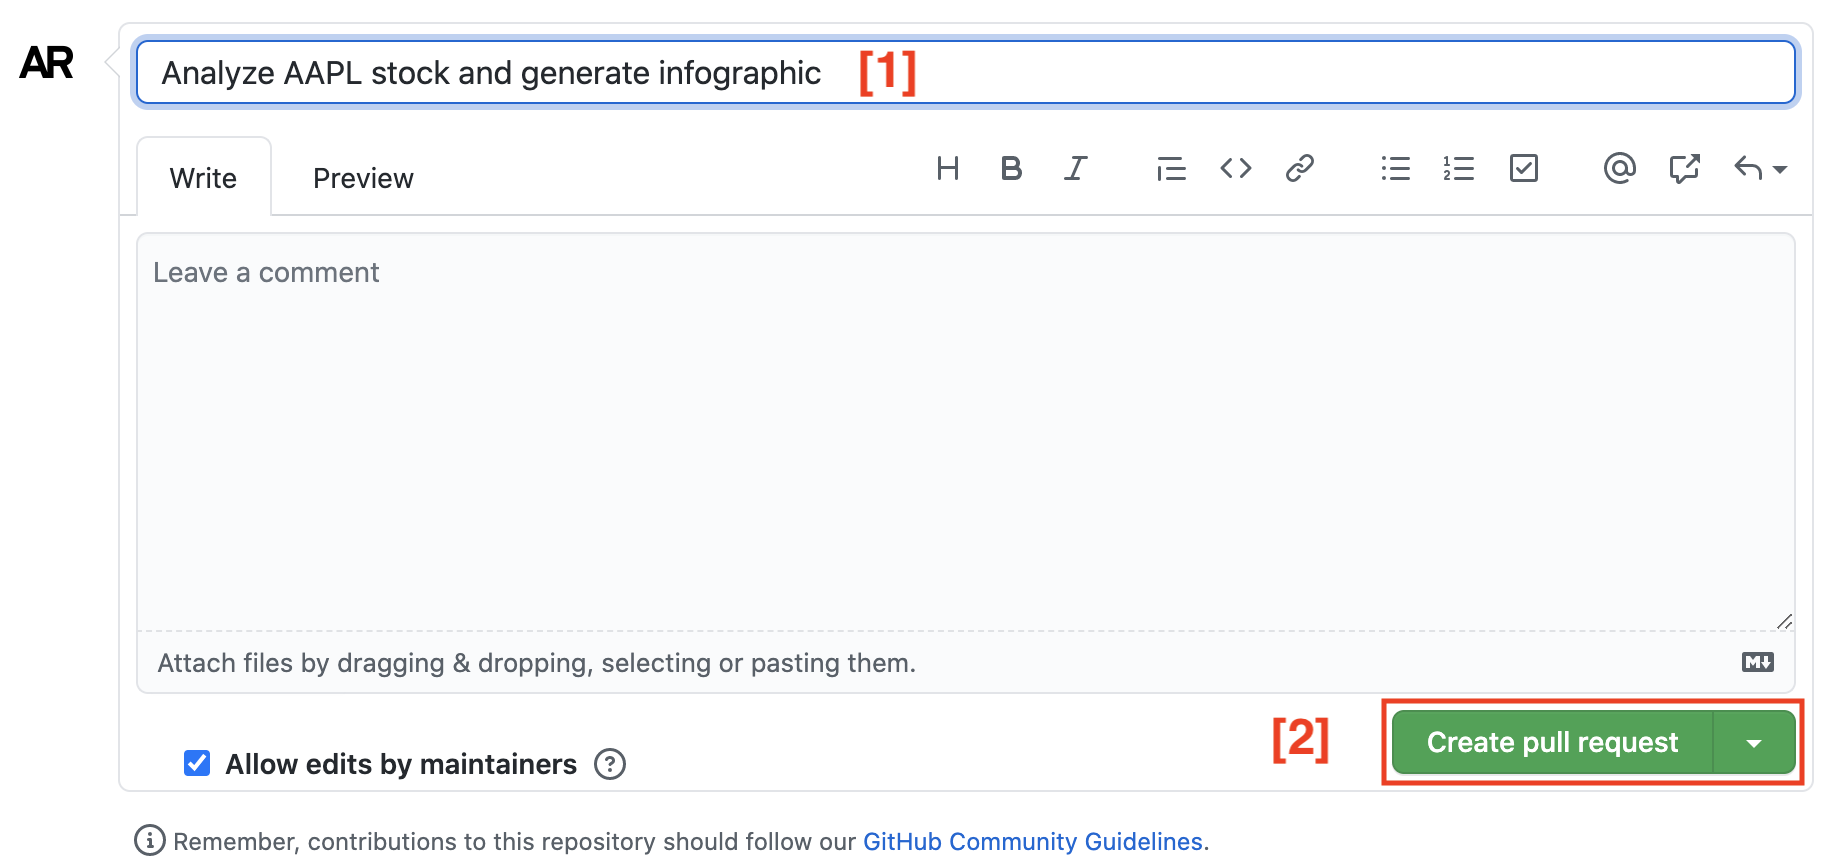 AR
Analyze AAPL stock and generate infographic [1]
Write Preview
Leave a comment
Attach files by dragging & dropping, selecting or pasting them.
[2] Create pull request
Allow edits by maintainers
Remember, contributions to this repository should follow our GitHub Community Guidelines.